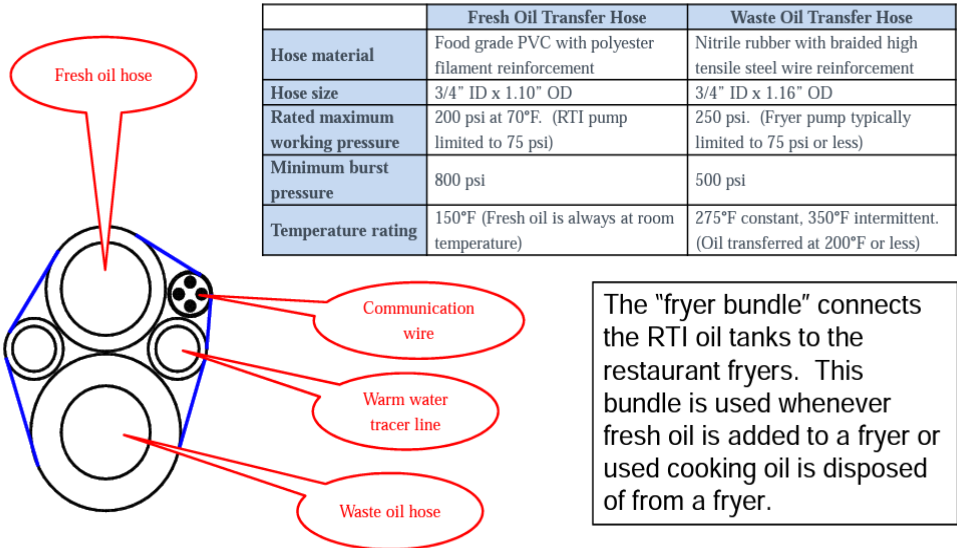 Fresh Oil Transfer Hose
Waste Oil Transfer Hose
Hose material
Food grade PVC with polyester
filament reinforcement
Nitrile rubber with braided high
tensile steel wire reinforcement
Hose size
3/4" ID x 1.10" OD
3/4" ID x 1.16" OD
Rated maximum
working pressure
200 psi at 70°F. (RTI pump
limited to 75 psi)
250 psi. (Fryer pump typically
limited to 75 psi or less)
Minimum burst
pressure
800 psi
500 psi
Temperature rating
150°F (Fresh oil is always at room
temperature)
275°F constant, 350°F intermittent.
(Oil transferred at 200°F or less)
Fresh oil hose
Communication
wire
Warm water
tracer line
Waste oil hose
The “fryer bundle” connects
the RTI oil tanks to the
restaurant fryers. This
bundle is used whenever
fresh oil is added to a fryer or
used cooking oil is disposed
of from a fryer.